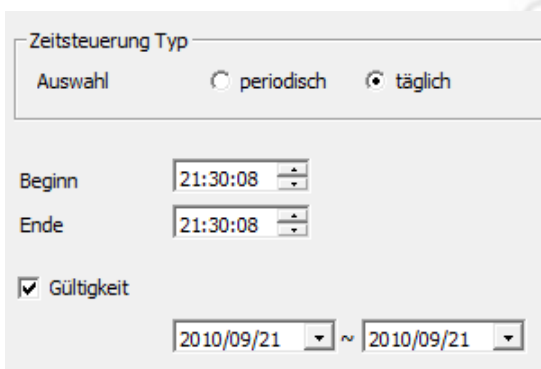 Zeitsteuerung Typ
Auswahl periodisch täglich
Beginn 21:30:08
Ende 21:30:08
Gültigkeit
2010/09/21 ~ 2010/09/21